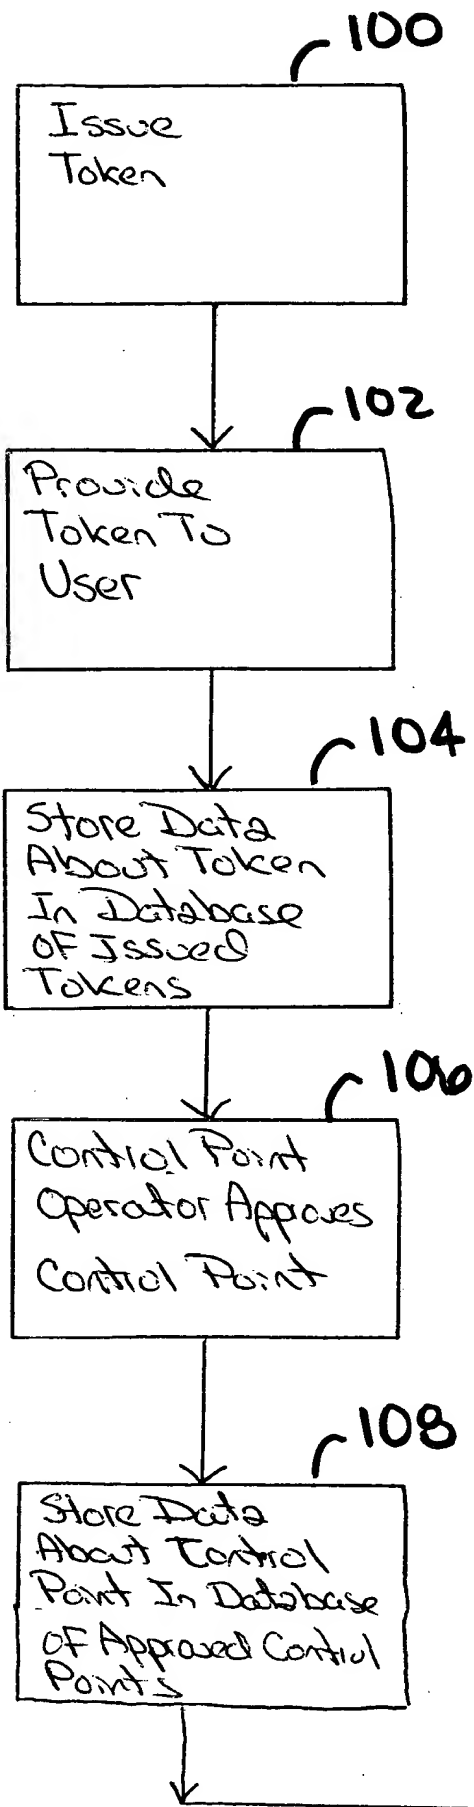 100
Issue
Token
102
Provide
Token To
User
104
Store Data
About Token
In Database
of Issued
Tokens
106
Control Point
Operator Approves
Control Point
108
Store Data
About Control
Point In Database
of Approved Control
Points